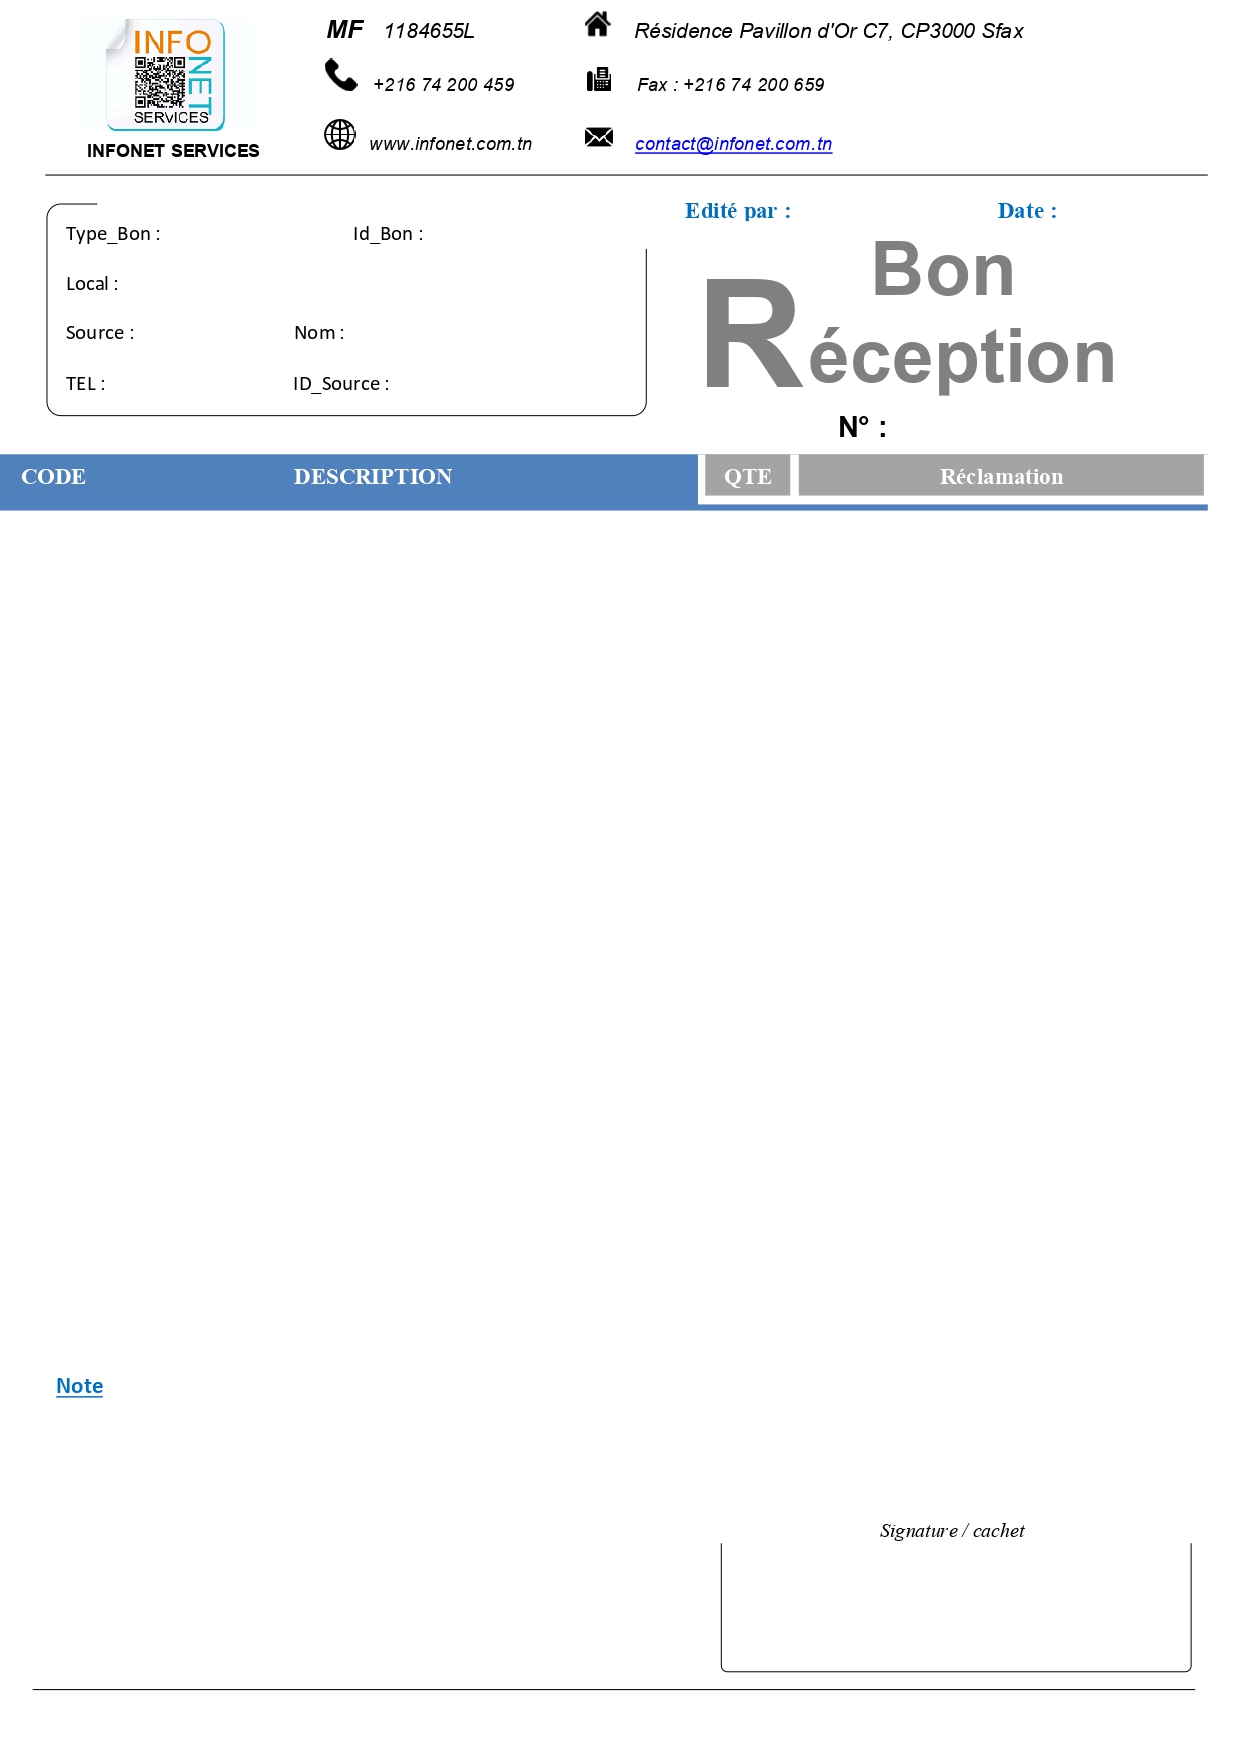 INFO
NET
SERVICES
INFONET SERVICES
MF 1184655L
Résidence Pavillon d'Or C7, CP3000 Sfax
+216 74 200 459
Fax : +216 74 200 659
www.infonet.com.tn
contact@infonet.com.tn
Edité par :
Date :
Type_Bon :
Id_Bon :
Local :
Source :
Nom :
TEL :
ID_Source :
Bon
Réception
N° :
CODE DESCRIPTION QTE Réclamation
Note
Signature / cachet